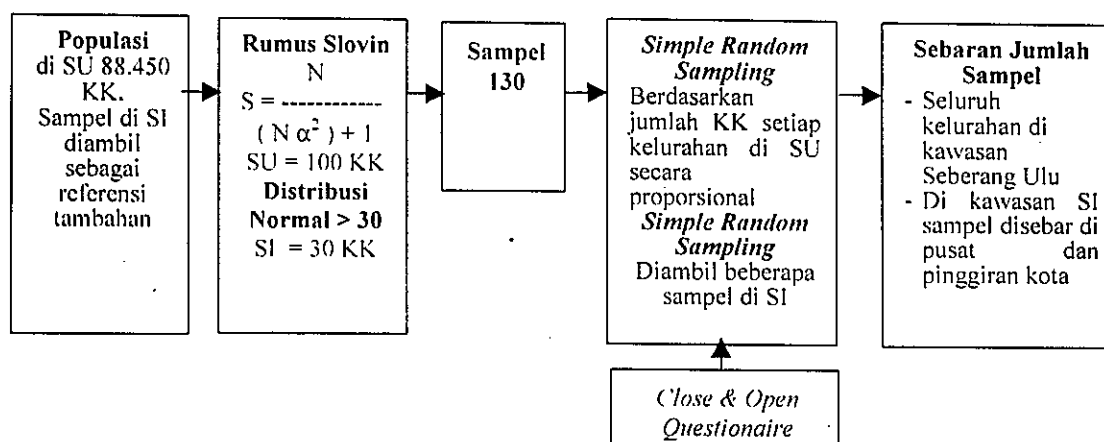 Populasi
di SU 88.450
KK.
Sampel di SI
diambil
sebagai
referensi
tambahan
Rumus Slovin
N
S = -------------
( N α² ) + 1
SU = 100 KK
Distribusi
Normal > 30
SI = 30 KK
Sampel
130
Simple Random
Sampling
Berdasarkan
jumlah KK setiap
kelurahan di SU
secara
proporsional
Simple Random
Sampling
Diambil beberapa
sampel di SI
Sebaran Jumlah
Sampel
- Seluruh
kelurahan di
kawasan
Seberang Ulu
- Di kawasan SI
sampel disebar di
pusat dan
pinggiran kota
Close & Open
Questionaire